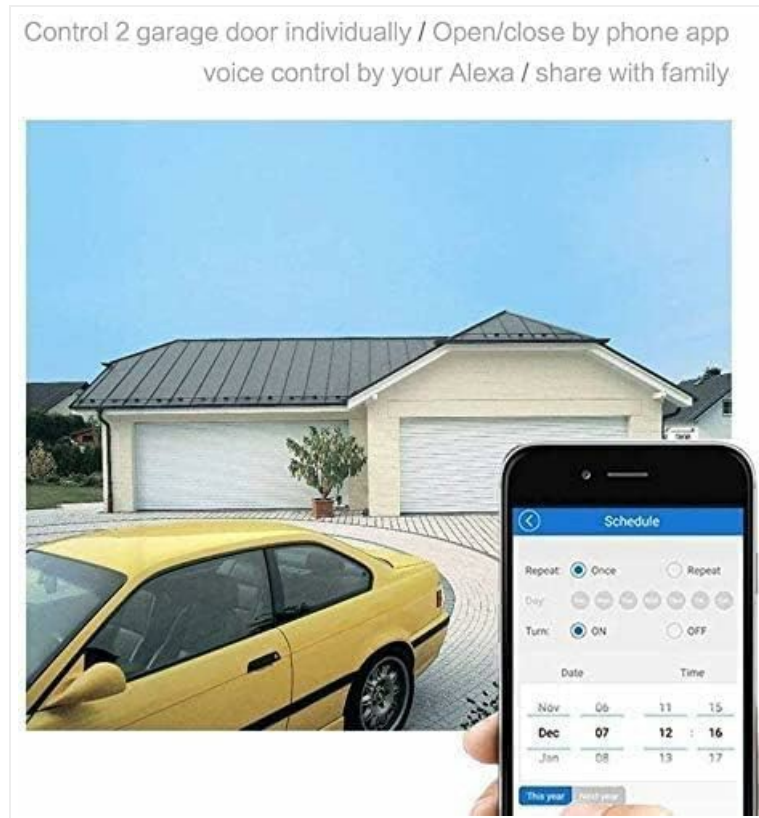 Control 2 garage door individually / Open/close by phone app
voice control by your Alexa / share with family
Schedule
Repeat: Once Repeat
Day:
Turn: ON OFF
Date Time
Nov 06 11 15
Dec 07 12 : 16
Jan 08 13 17
This year Next year